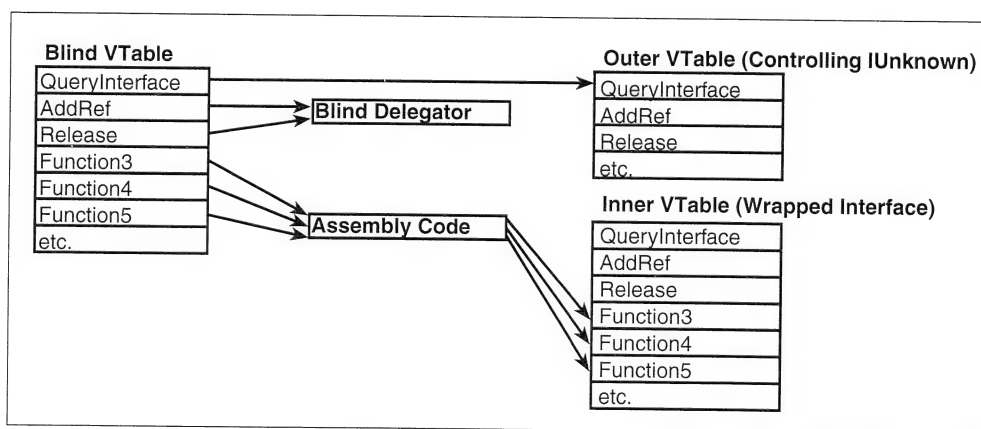 Blind VTable
QueryInterface
AddRef
Release
Function3
Function4
Function5
etc.
Blind Delegator
Assembly Code
Outer VTable (Controlling IUnknown)
QueryInterface
AddRef
Release
etc.
Inner VTable (Wrapped Interface)
QueryInterface
AddRef
Release
Function3
Function4
Function5
etc.